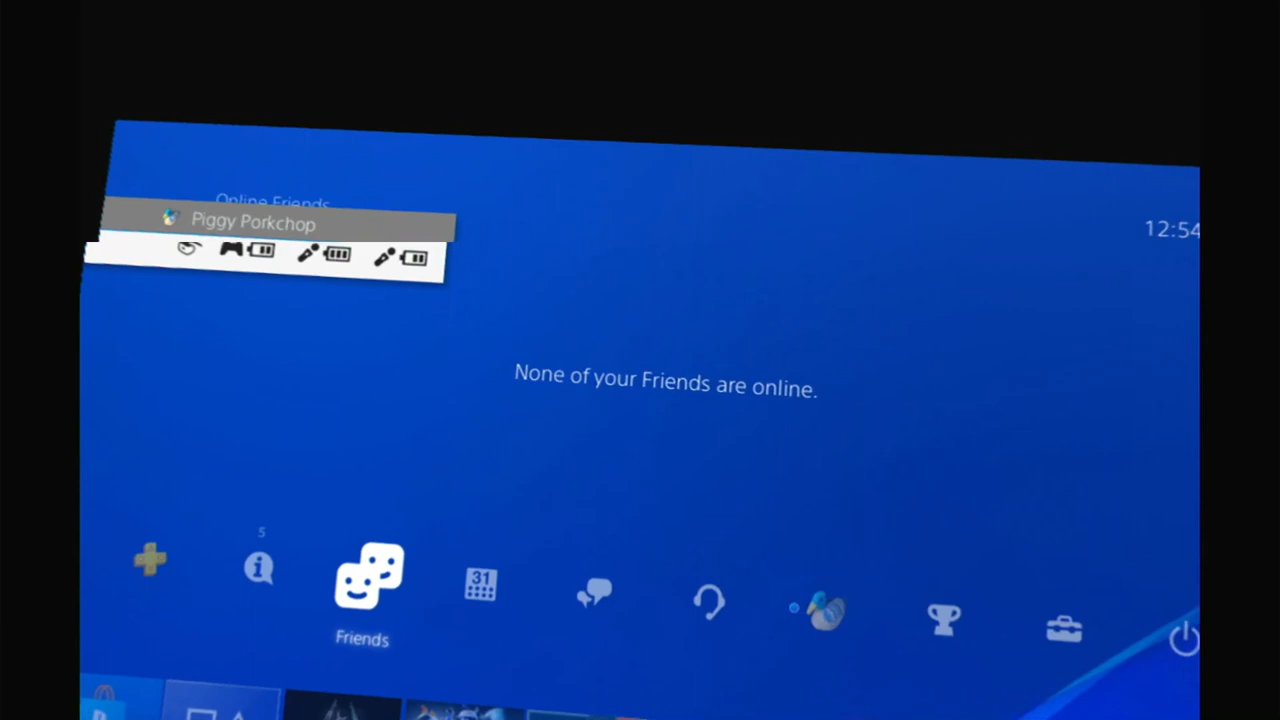 Online Friends
Piggy Porkchop
12:54
None of your Friends are online.
5
31
Friends